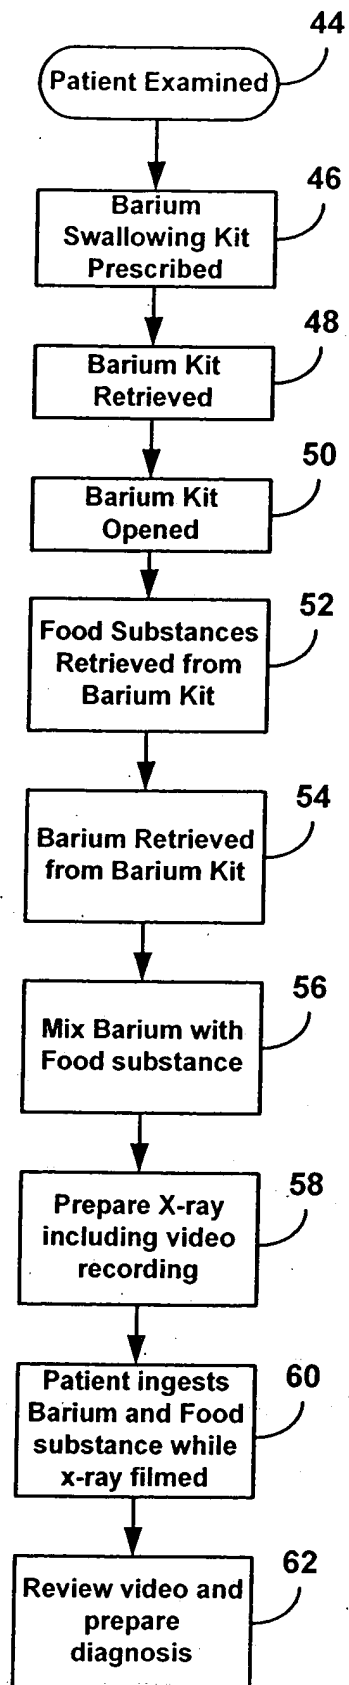 44
Patient Examined
46
Barium
Swallowing Kit
Prescribed
48
Barium Kit
Retrieved
50
Barium Kit
Opened
52
Food Substances
Retrieved from
Barium Kit
54
Barium Retrieved
from Barium Kit
56
Mix Barium with
Food substance
58
Prepare X-ray
including video
recording
60
Patient ingests
Barium and Food
substance while
x-ray filmed
62
Review video and
prepare
diagnosis